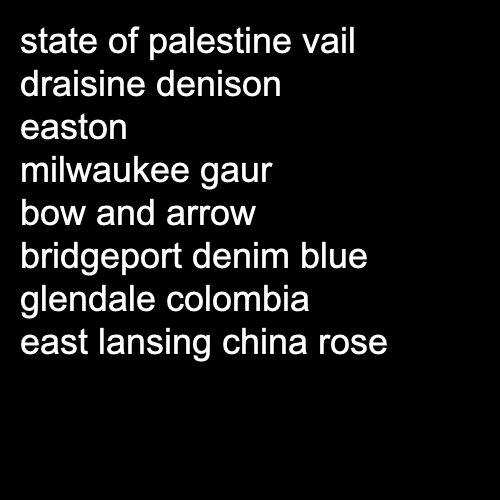 state of palestine vail
draisine denison
easton
milwaukee gaur
bow and arrow
bridgeport denim blue
glendale colombia
east lansing china rose